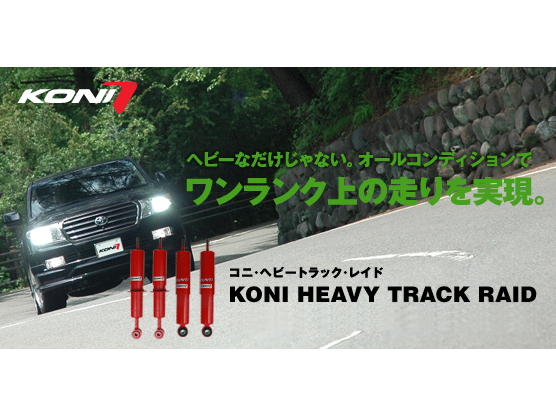 KONI
ヘビーなだけじゃない。オールコンディションで
ワンランク上の走りを実現。
KONI
コニ・ヘビートラック・レイド
KONI HEAVY TRACK RAID